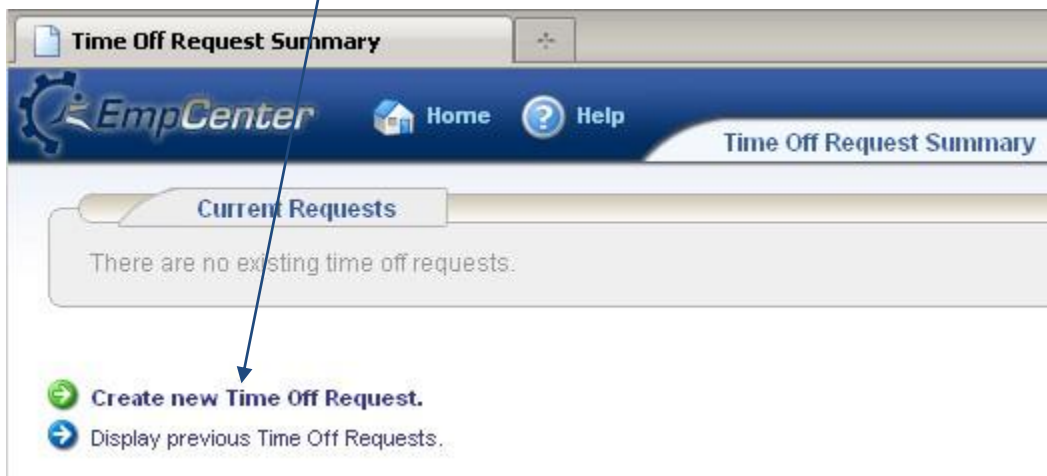 Time Off Request Summary
EmpCenter Home Help
Time Off Request Summary
Current Requests
There are no existing time off requests.
Create new Time Off Request.
Display previous Time Off Requests.